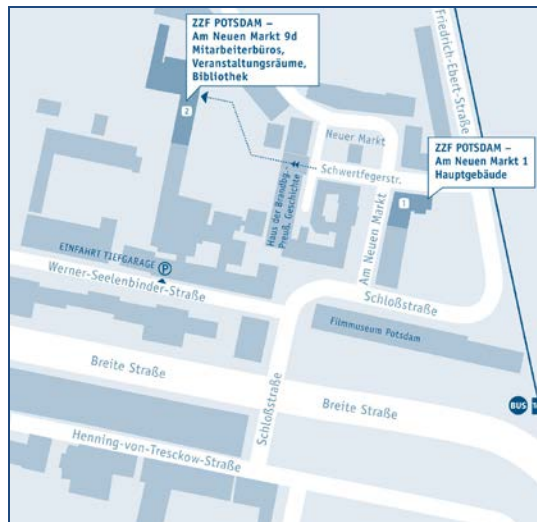 ZZF POTSDAM –
Am Neuen Markt 9d
Mitarbeiterbüros,
Veranstaltungsräume,
Bibliothek
2
Friedrich-Ebert-Straße
Neuer Markt
ZZF POTSDAM –
Am Neuen Markt 1
Hauptgebäude
Schwertfegerstr.
1
Haus der Brandbg.-
Preuß. Geschichte
Am Neuen Markt
EINFAHRT TIEFGARAGE P
Werner-Seelenbinder-Straße
Schloßstraße
Filmmuseum Potsdam
Breite Straße
Breite Straße
BUS
Schloßstraße
Henning-von-Tresckow-Straße